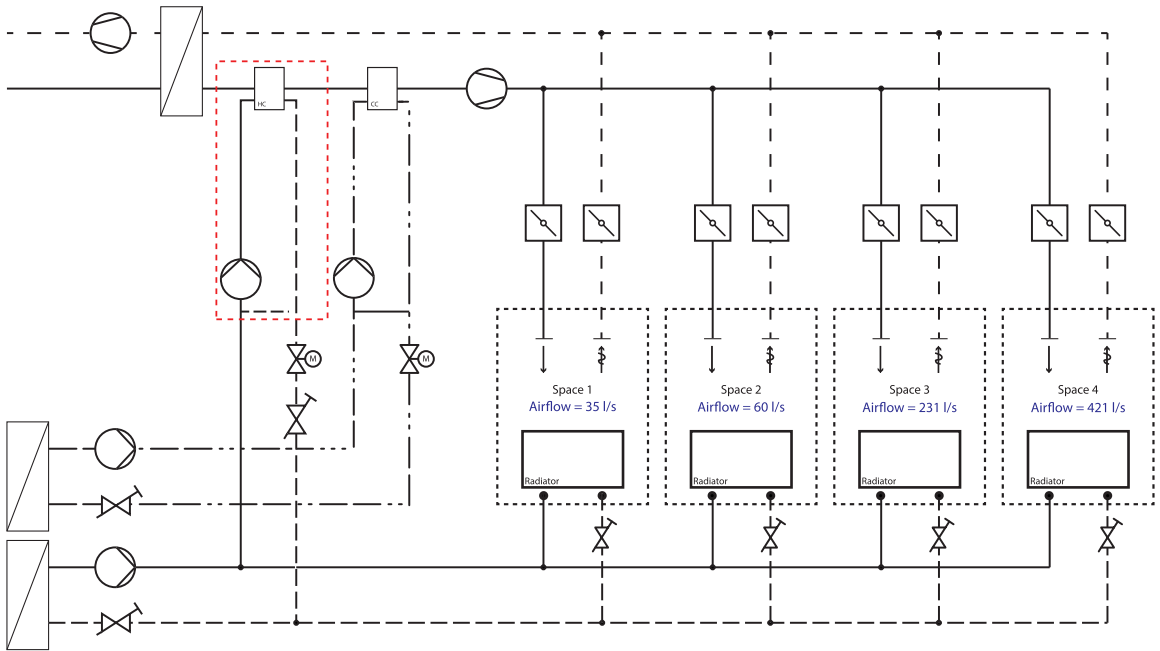 HC
CC
M
M
Space 1
Airflow = 35 l/s
Space 2
Airflow = 60 l/s
Space 3
Airflow = 231 l/s
Space 4
Airflow = 421 l/s
Radiator
Radiator
Radiator
Radiator